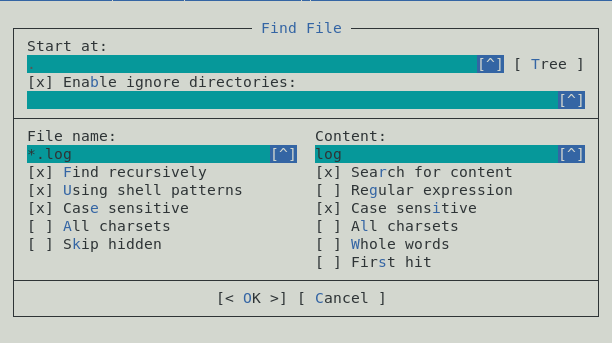 Find File
Start at:
. [^] [ Tree ]
[x] Enable ignore directories:
[^]
File name: Content:
*.log [^] log [^]
[x] Find recursively [x] Search for content
[x] Using shell patterns [ ] Regular expression
[x] Case sensitive [x] Case sensitive
[ ] All charsets [ ] All charsets
[ ] Skip hidden [ ] Whole words
[ ] First hit
[< OK >] [ Cancel ]